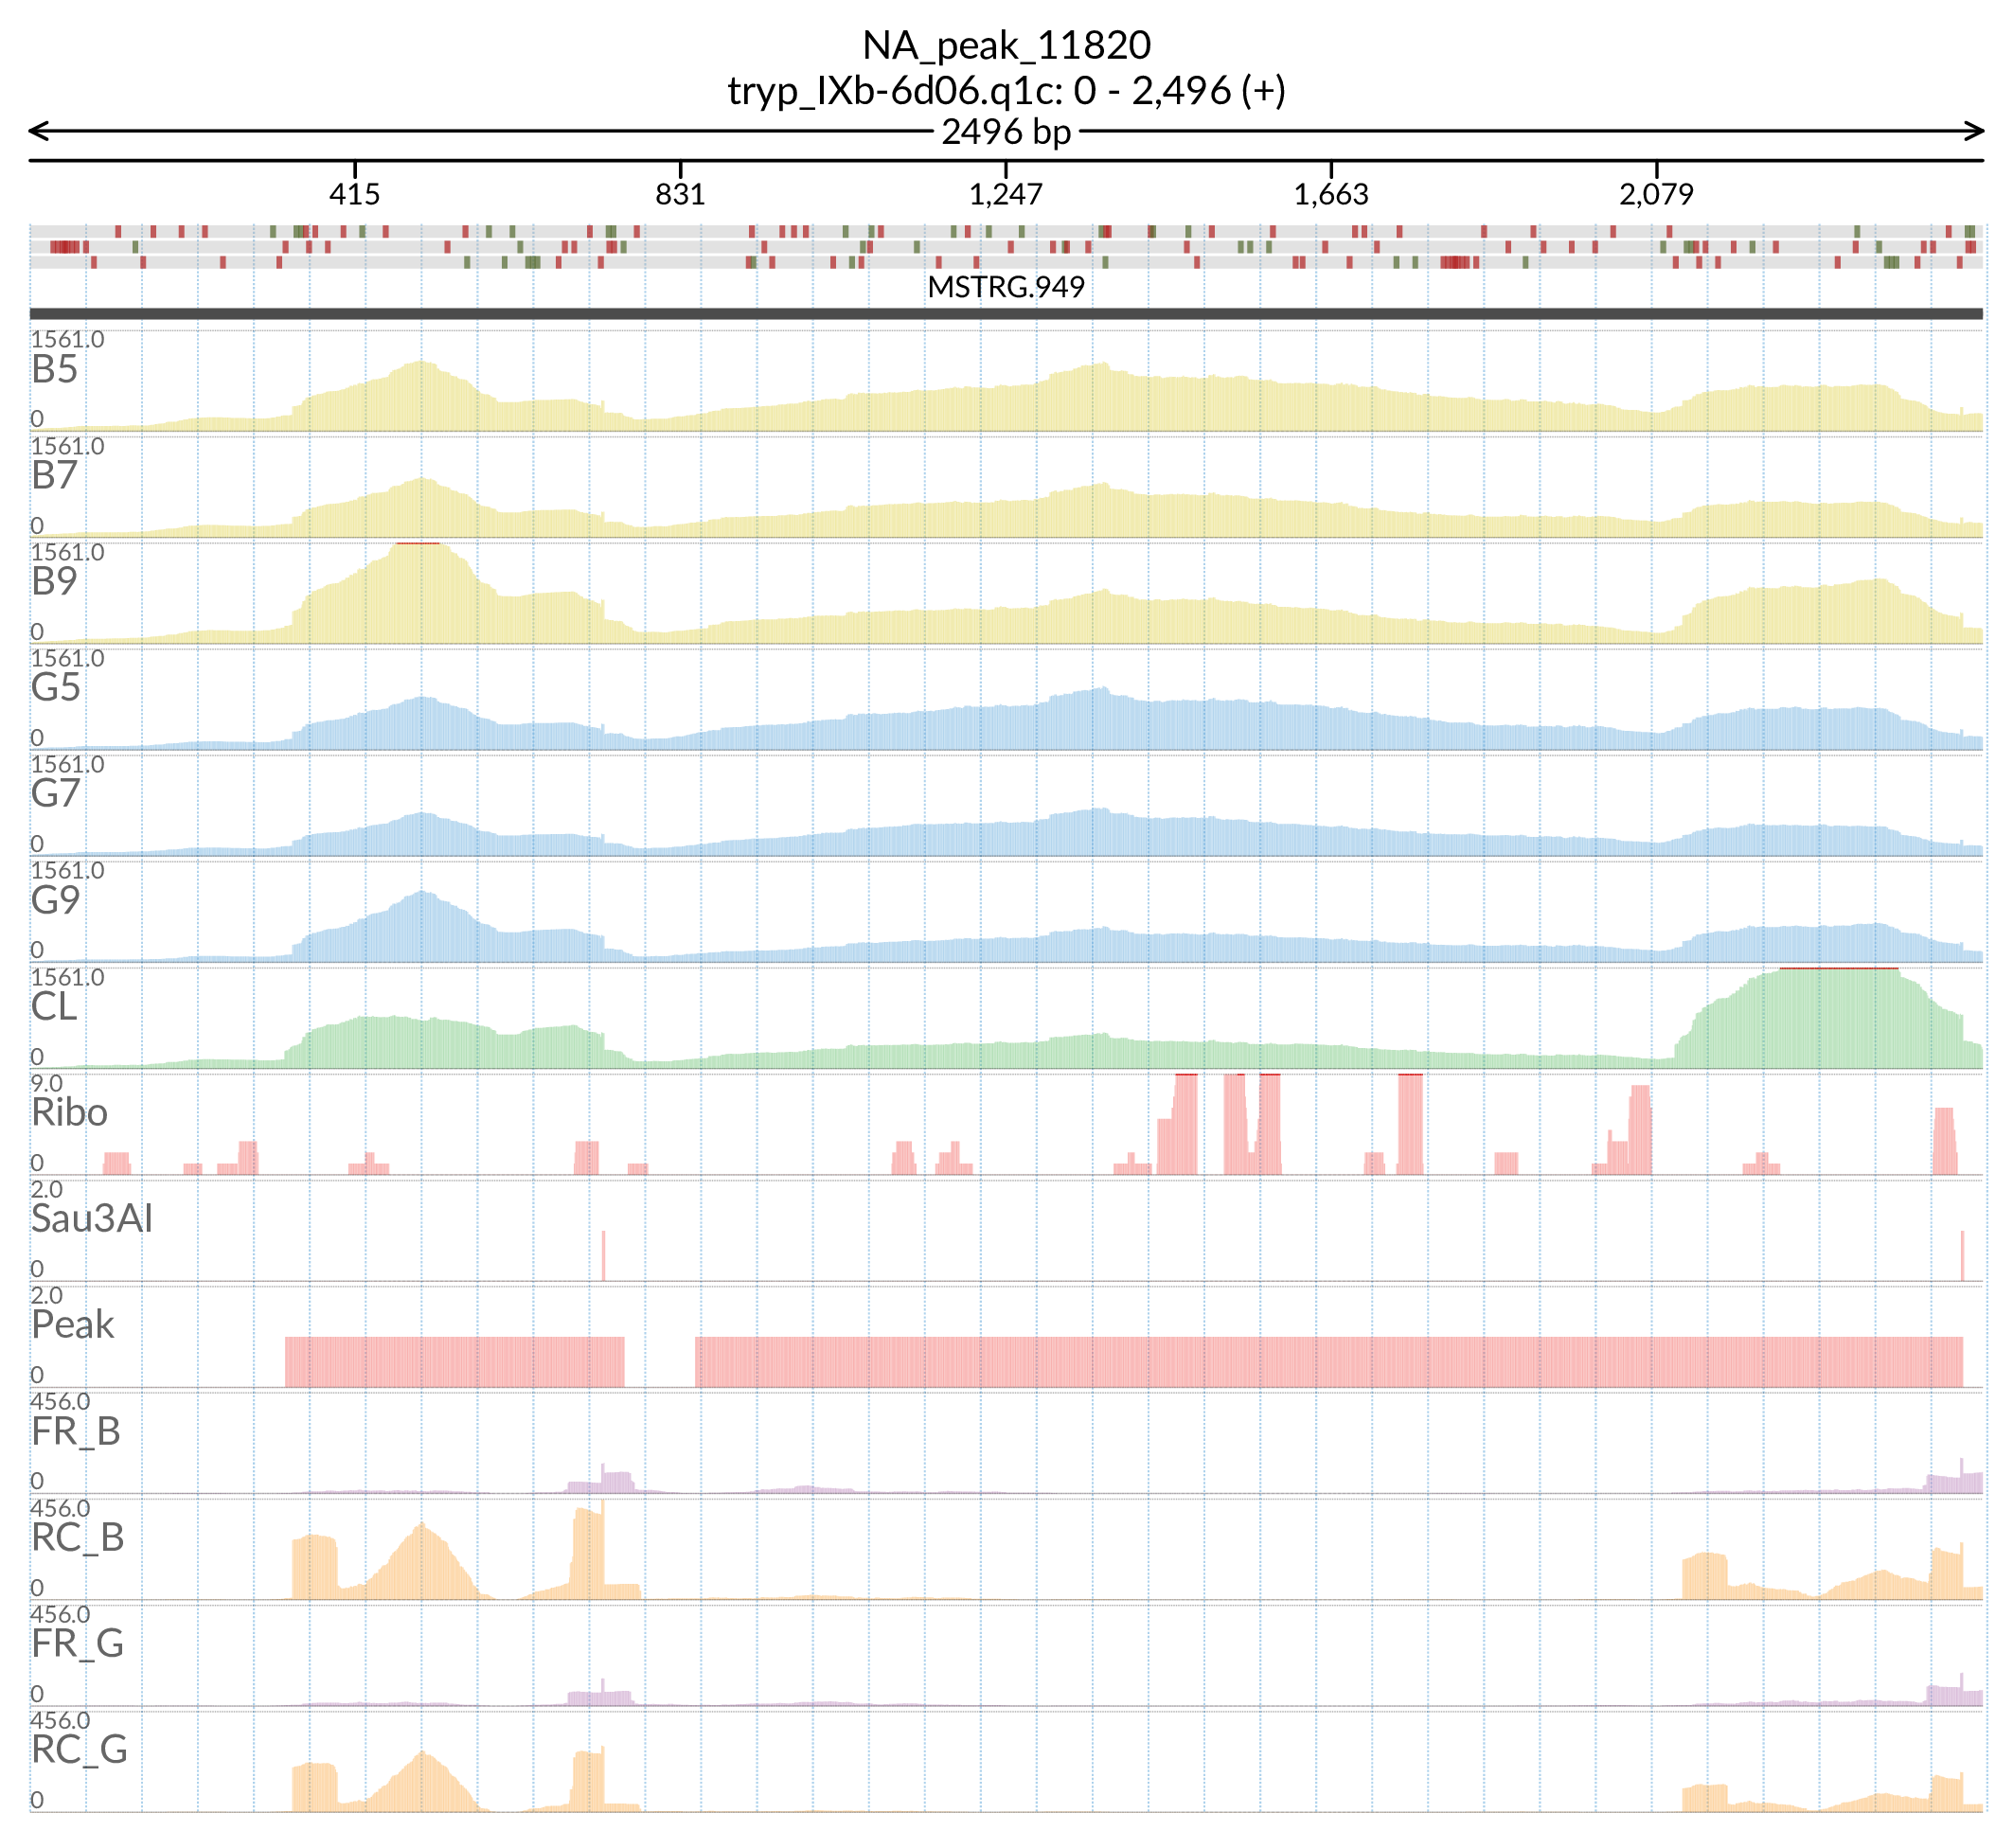 NA_peak_11820
tryp_IXb-6d06.q1c: 0 - 2,496 (+)
2496 bp
415 831 1,247 1,663 2,079
MSTRG.949
1561.0
B5
0
1561.0
B7
0
1561.0
B9
0
1561.0
G5
0
1561.0
G7
0
1561.0
G9
0
1561.0
CL
0
9.0
Ribo
0
2.0
Sau3AI
0
2.0
Peak
0
456.0
FR_B
0
456.0
RC_B
0
456.0
FR_G
0
456.0
RC_G
0